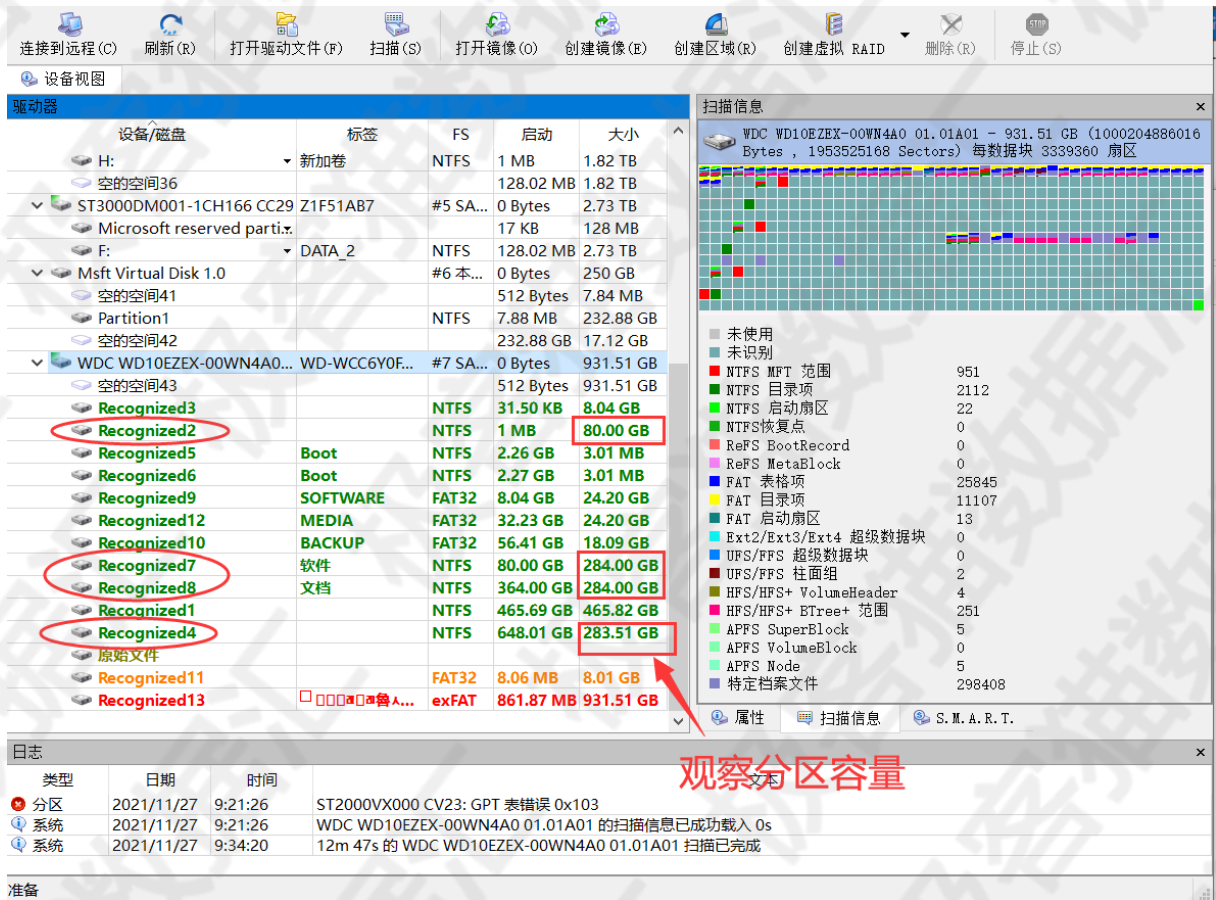 连接到远程(C) 刷新(R) 打开驱动文件(F) 扫描(S) 打开镜像(O) 创建镜像(E) 创建区域(R) 创建虚拟 RAID 删除(R) 停止(S)
设备视图
驱动器
设备/磁盘 标签 FS 启动 大小
H: 新加卷 NTFS 1 MB 1.82 TB
空的空间36 128.02 MB 1.82 TB
ST3000DM001-1CH166 CC29 Z1F51AB7 #5 SA... 0 Bytes 2.73 TB
Microsoft reserved parti... 17 KB 128 MB
F: DATA_2 NTFS 128.02 MB 2.73 TB
Msft Virtual Disk 1.0 #6 本... 0 Bytes 250 GB
空的空间41 512 Bytes 7.84 MB
Partition1 NTFS 7.88 MB 232.88 GB
空的空间42 232.88 GB 17.12 GB
WDC WD10EZEX-00WN4A0... WD-WCC6Y0F... #7 SA... 0 Bytes 931.51 GB
空的空间43 512 Bytes 931.51 GB
Recognized3 NTFS 31.50 KB 8.04 GB
Recognized2 NTFS 1 MB 80.00 GB
Recognized5 Boot NTFS 2.26 GB 3.01 MB
Recognized6 Boot NTFS 2.27 GB 3.01 MB
Recognized9 SOFTWARE FAT32 8.04 GB 24.20 GB
Recognized12 MEDIA FAT32 32.23 GB 24.20 GB
Recognized10 BACKUP FAT32 56.41 GB 18.09 GB
Recognized7 软件 NTFS 80.00 GB 284.00 GB
Recognized8 文档 NTFS 364.00 GB 284.00 GB
Recognized1 NTFS 465.69 GB 465.82 GB
Recognized4 NTFS 648.01 GB 283.51 GB
原始文件
Recognized11 FAT32 8.06 MB 8.01 GB
Recognized13 exFAT 861.87 MB 931.51 GB
扫描信息
WDC WD10EZEX-00WN4A0 01.01A01 - 931.51 GB (1000204886016
Bytes , 1953525168 Sectors) 每数据块 3339360 扇区
未使用
未识别
NTFS MFT 范围 951
NTFS 目录项 2112
NTFS 启动扇区 22
NTFS恢复点 0
ReFS BootRecord 0
ReFS MetaBlock 0
FAT 表格项 25845
FAT 目录项 11107
FAT 启动扇区 13
Ext2/Ext3/Ext4 超级数据块 0
UFS/FFS 超级数据块 0
UFS/FFS 柱面组 2
HFS/HFS+ VolumeHeader 4
HFS/HFS+ BTree+ 范围 251
APFS SuperBlock 5
APFS VolumeBlock 0
APFS Node 5
特定档案文件 298408
属性 扫描信息 S.M.A.R.T.
观察分区容量
日志
类型 日期 时间 文本
分区 2021/11/27 9:21:26 ST2000VX000 CV23: GPT 表错误 0x103
系统 2021/11/27 9:21:26 WDC WD10EZEX-00WN4A0 01.01A01 的扫描信息已成功载入 0s
系统 2021/11/27 9:34:20 12m 47s 的 WDC WD10EZEX-00WN4A0 01.01A01 扫描已完成
准备